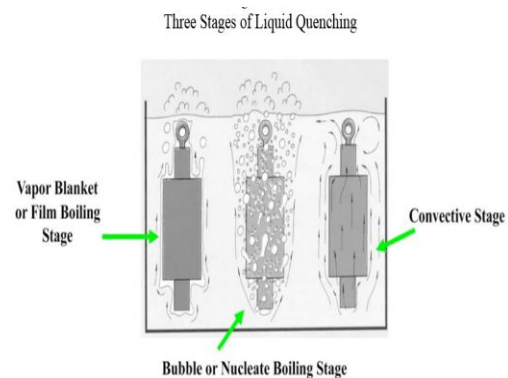 Three Stages of Liquid Quenching
Vapor Blanket
or Film Boiling
Stage
Convective Stage
Bubble or Nucleate Boiling Stage